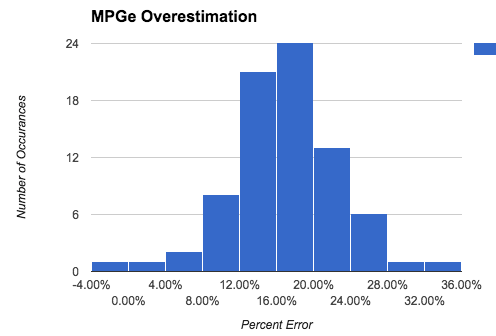 MPGe Overestimation
24
18
12
6
0
Number of Occurances
-4.00% 4.00% 12.00% 20.00% 28.00% 36.00%
0.00% 8.00% 16.00% 24.00% 32.00%
Percent Error